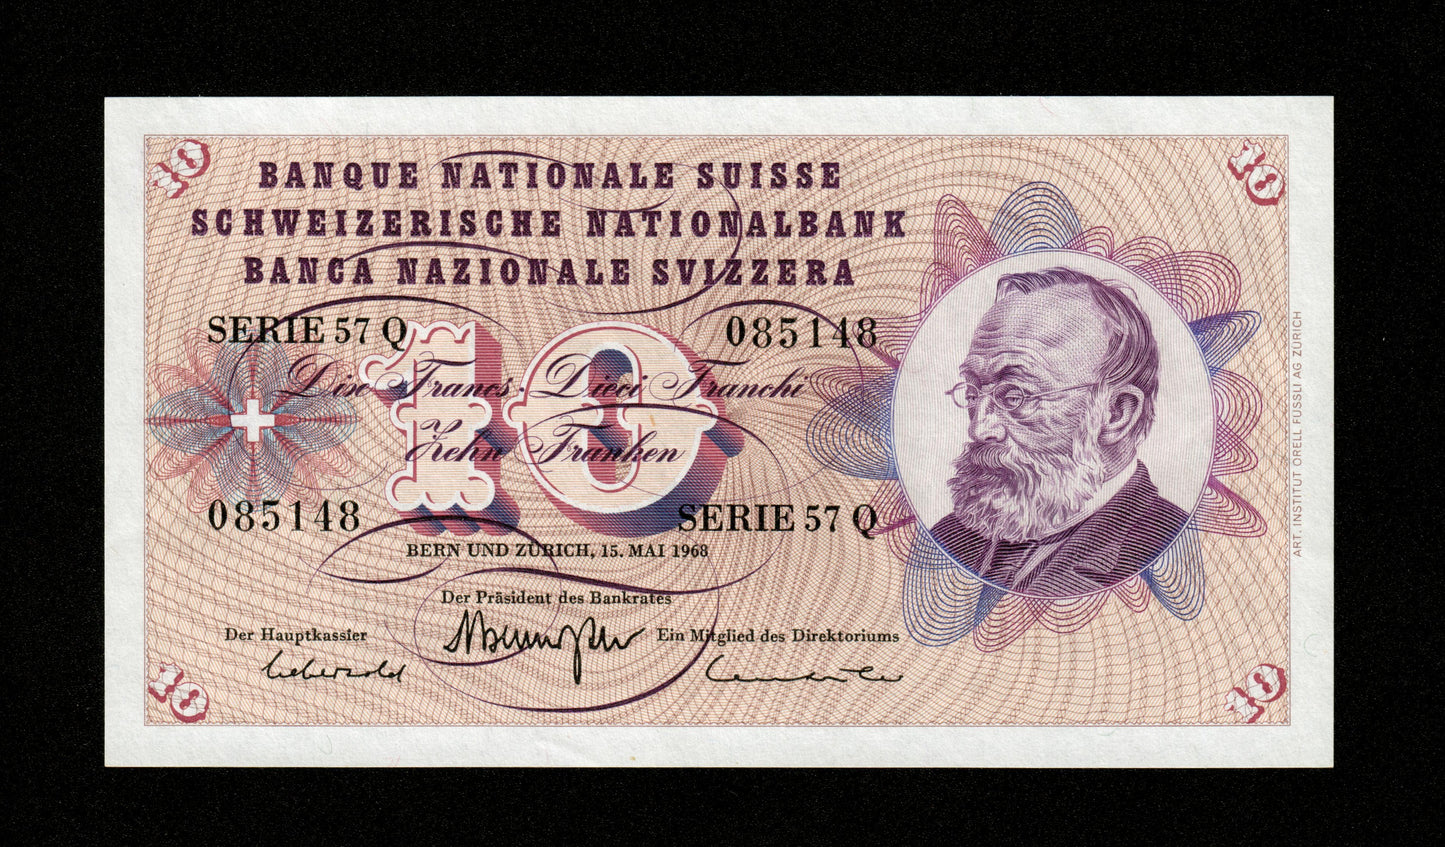 10
10
BANQUE NATIONALE SUISSE
SCHWEIZERISCHE NATIONALBANK
BANCA NAZIONALE SVIZZERA
SERIE 57 Q 085148
10
Dix Francs · Dieci Franchi
Zehn Franken
085148 SERIE 57 Q
BERN UND ZÜRICH, 15. MAI 1968
Der Präsident des Bankrates
Der Hauptkassier
Ein Mitglied des Direktoriums
10
10
ART. INSTITUT ORELL FÜSSLI AG ZÜRICH